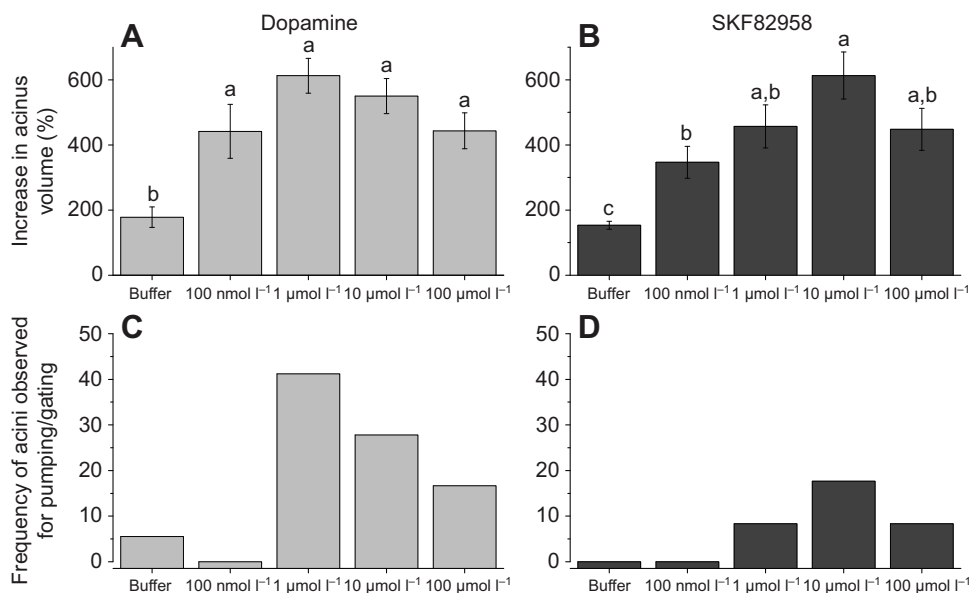 A
Dopamine
B
SKF82958
Increase in acinus
volume (%)
600
400
200
0
b
a
a
a
a
Buffer
100 nmol l–1
1 µmol l–1
10 µmol l–1
100 µmol l–1
600
400
200
0
c
b
a,b
a
a,b
Buffer
100 nmol l–1
1 µmol l–1
10 µmol l–1
100 µmol l–1
Frequency of acini observed
for pumping/gating
C
50
40
30
20
10
0
Buffer
100 nmol l–1
1 µmol l–1
10 µmol l–1
100 µmol l–1
D
50
40
30
20
10
0
Buffer
100 nmol l–1
1 µmol l–1
10 µmol l–1
100 µmol l–1